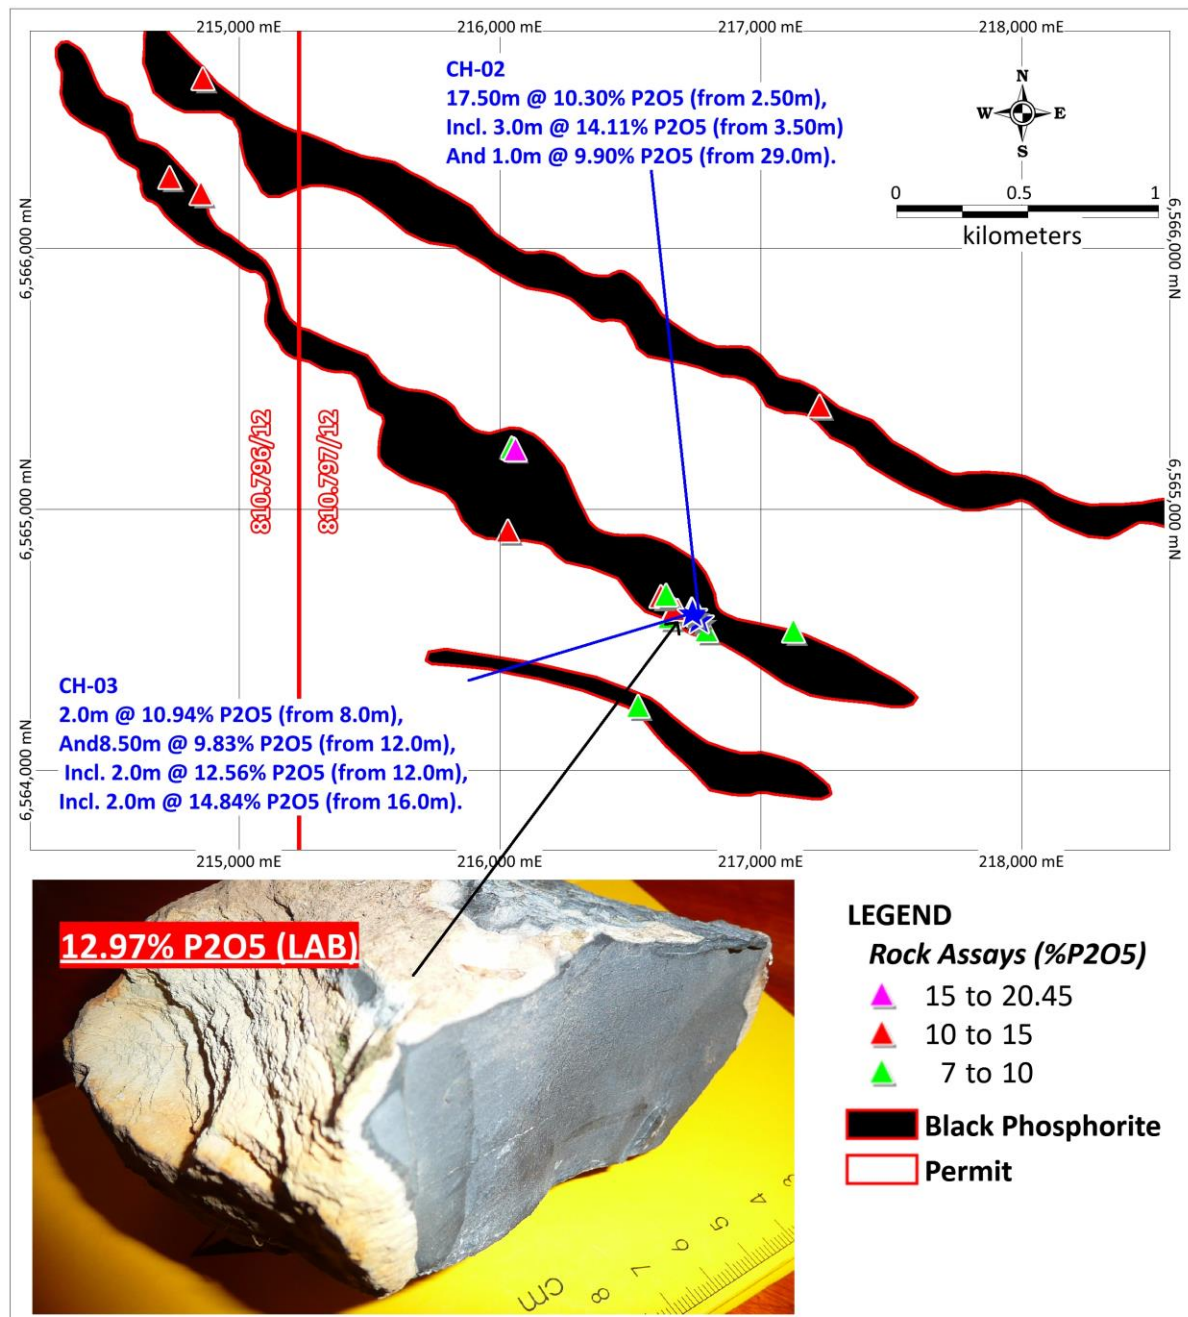 215,000 mE 216,000 mE 217,000 mE 218,000 mE
CH-02
17.50m @ 10.30% P2O5 (from 2.50m),
Incl. 3.0m @ 14.11% P2O5 (from 3.50m)
And 1.0m @ 9.90% P2O5 (from 29.0m).
N
W E
S
0 0.5 1
kilometers
6,566,000 mN
6,566,000 mN
810.796/12
810.797/12
6,565,000 mN
6,565,000 mN
CH-03
2.0m @ 10.94% P2O5 (from 8.0m),
And8.50m @ 9.83% P2O5 (from 12.0m),
Incl. 2.0m @ 12.56% P2O5 (from 12.0m),
Incl. 2.0m @ 14.84% P2O5 (from 16.0m).
6,564,000 mN
215,000 mE 216,000 mE 217,000 mE 218,000 mE
12.97% P2O5 (LAB)
cm 8 7 6 5 4 3
LEGEND
Rock Assays (%P2O5)
15 to 20.45
10 to 15
7 to 10
Black Phosphorite
Permit